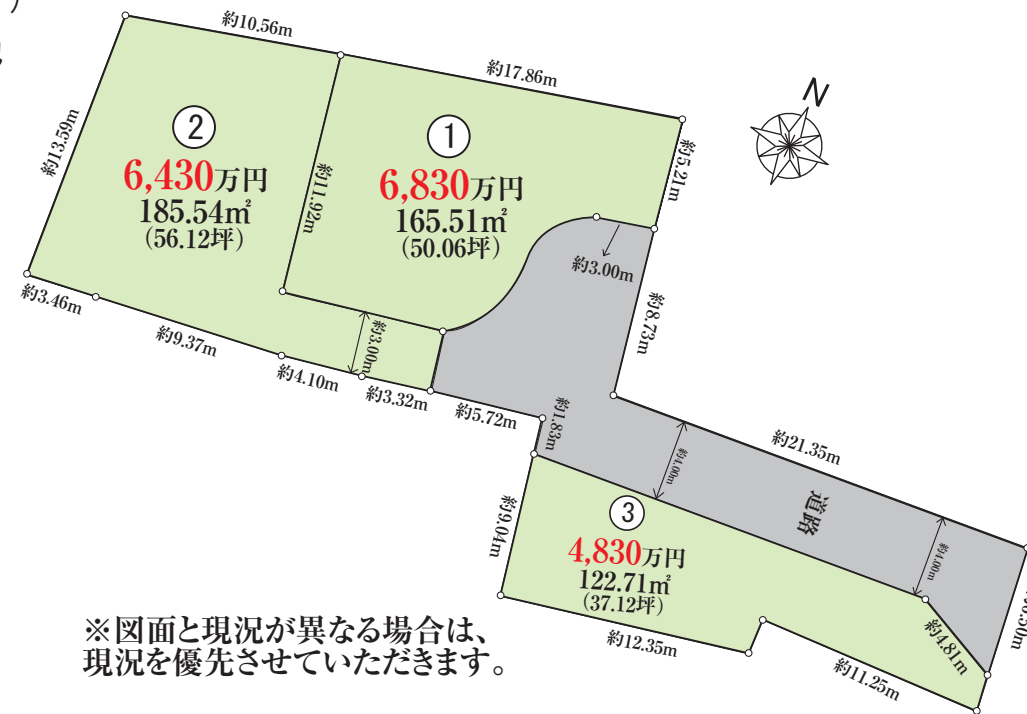 約10.56m
約17.86m
N
約13.59m
②
6,430万円
185.54㎡
(56.12坪)
約11.92m
①
6,830万円
165.51㎡
(50.06坪)
約5.21m
約3.00m
約8.73m
約3.46m
約9.37m
約4.10m
約3.00m
約3.32m
約5.72m
約1.83m
約21.35m
約4.00m
道路
約4.00m
約9.04m
③
4,830万円
122.71㎡
(37.12坪)
約12.35m
約4.81m
約11.25m
※図面と現況が異なる場合は、
現況を優先させていただきます。